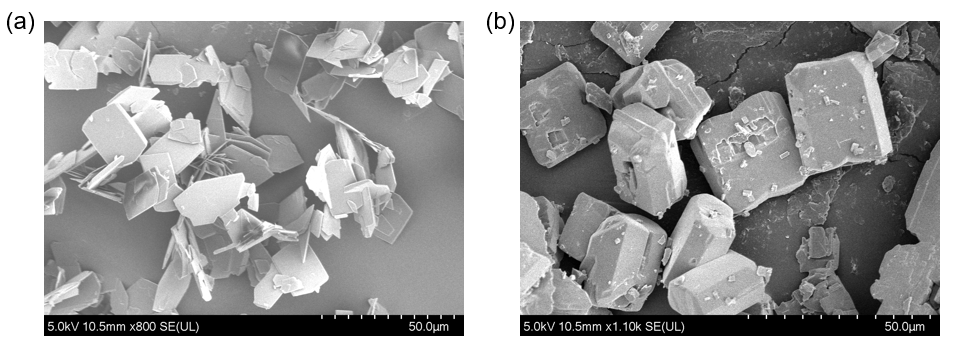 (a)
(b)
5.0kV 10.5mm x800 SE(UL)
50.0μm
5.0kV 10.5mm x1.10k SE(UL)
50.0μm